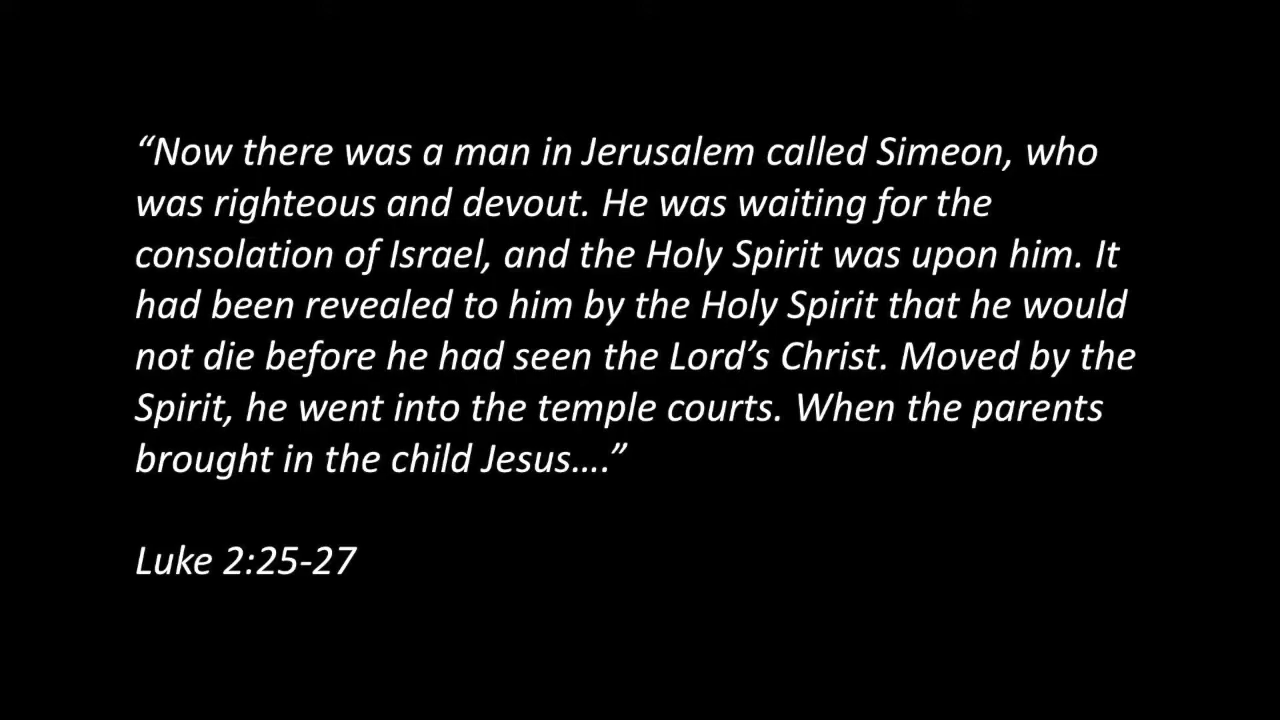 “Now there was a man in Jerusalem called Simeon, who
was righteous and devout. He was waiting for the
consolation of Israel, and the Holy Spirit was upon him. It
had been revealed to him by the Holy Spirit that he would
not die before he had seen the Lord’s Christ. Moved by the
Spirit, he went into the temple courts. When the parents
brought in the child Jesus….”
Luke 2:25-27